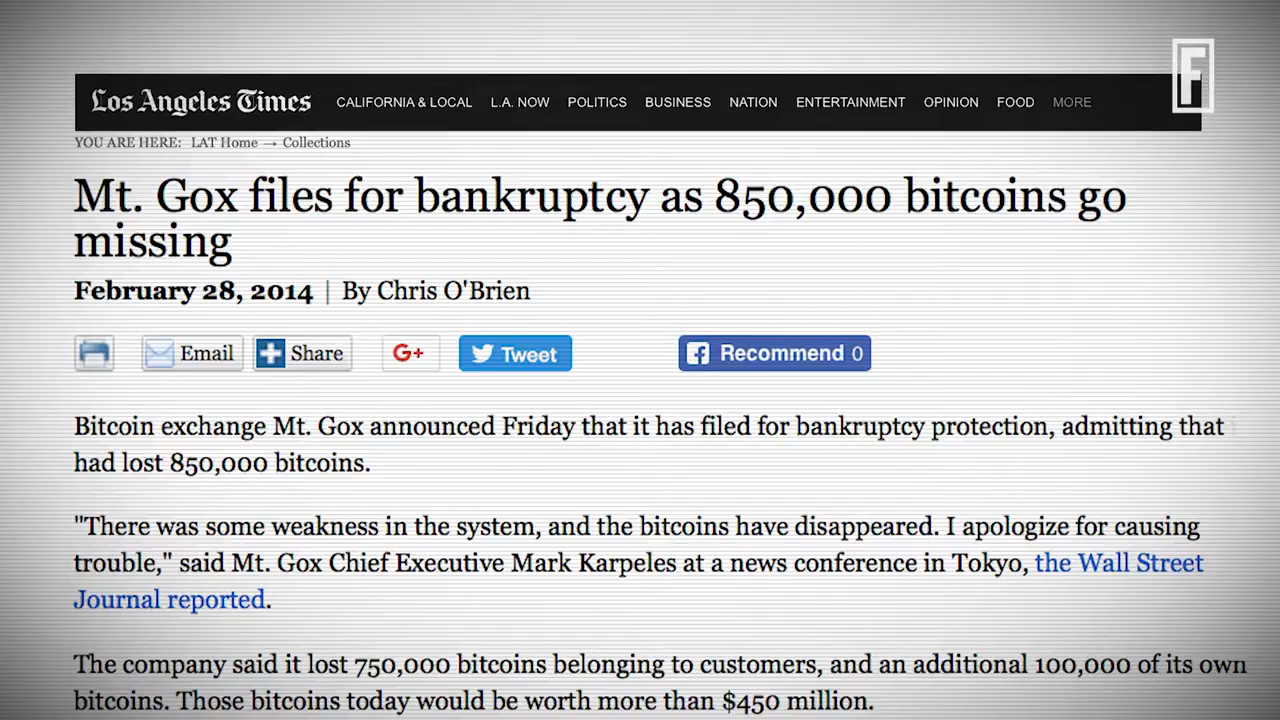 F
Los Angeles Times CALIFORNIA & LOCAL L.A. NOW POLITICS BUSINESS NATION ENTERTAINMENT OPINION FOOD MORE
YOU ARE HERE: LAT Home → Collections
Mt. Gox files for bankruptcy as 850,000 bitcoins go
missing
February 28, 2014 | By Chris O'Brien
Email Share G+ Tweet Recommend 0
Bitcoin exchange Mt. Gox announced Friday that it has filed for bankruptcy protection, admitting that
had lost 850,000 bitcoins.
"There was some weakness in the system, and the bitcoins have disappeared. I apologize for causing
trouble," said Mt. Gox Chief Executive Mark Karpeles at a news conference in Tokyo, the Wall Street
Journal reported.
The company said it lost 750,000 bitcoins belonging to customers, and an additional 100,000 of its own
bitcoins. Those bitcoins today would be worth more than $450 million.